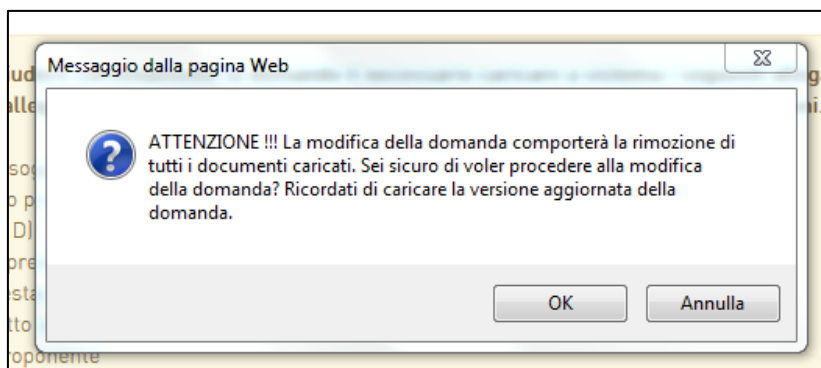 Messaggio dalla pagina Web
ATTENZIONE !!! La modifica della domanda comporterà la rimozione di
tutti i documenti caricati. Sei sicuro di voler procedere alla modifica
della domanda? Ricordati di caricare la versione aggiornata della
domanda.
OK Annulla
roponente